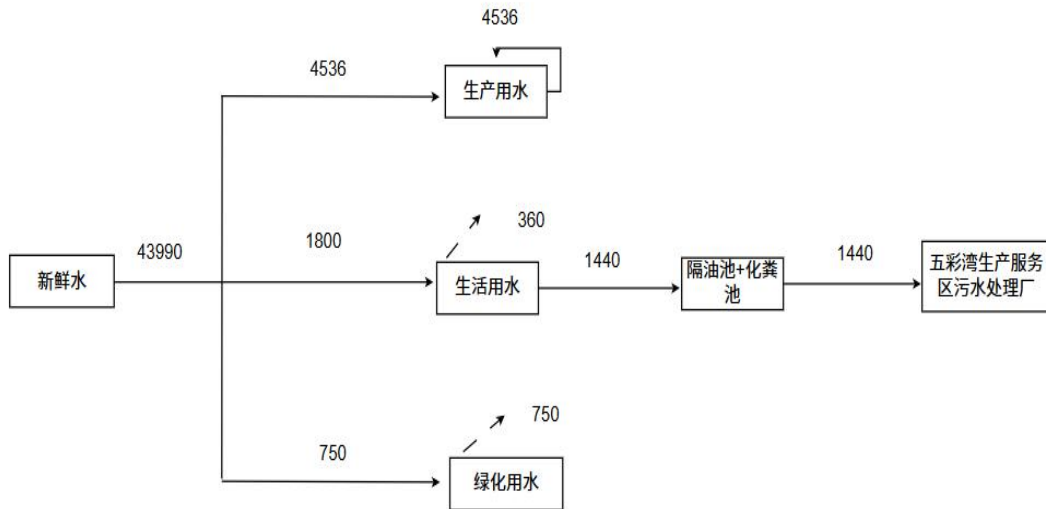 4536
4536
生产用水
360
43990
1800
1440
1440
新鲜水
生活用水
隔油池+化粪
池
五彩湾生产服务
区污水处理厂
750
750
绿化用水